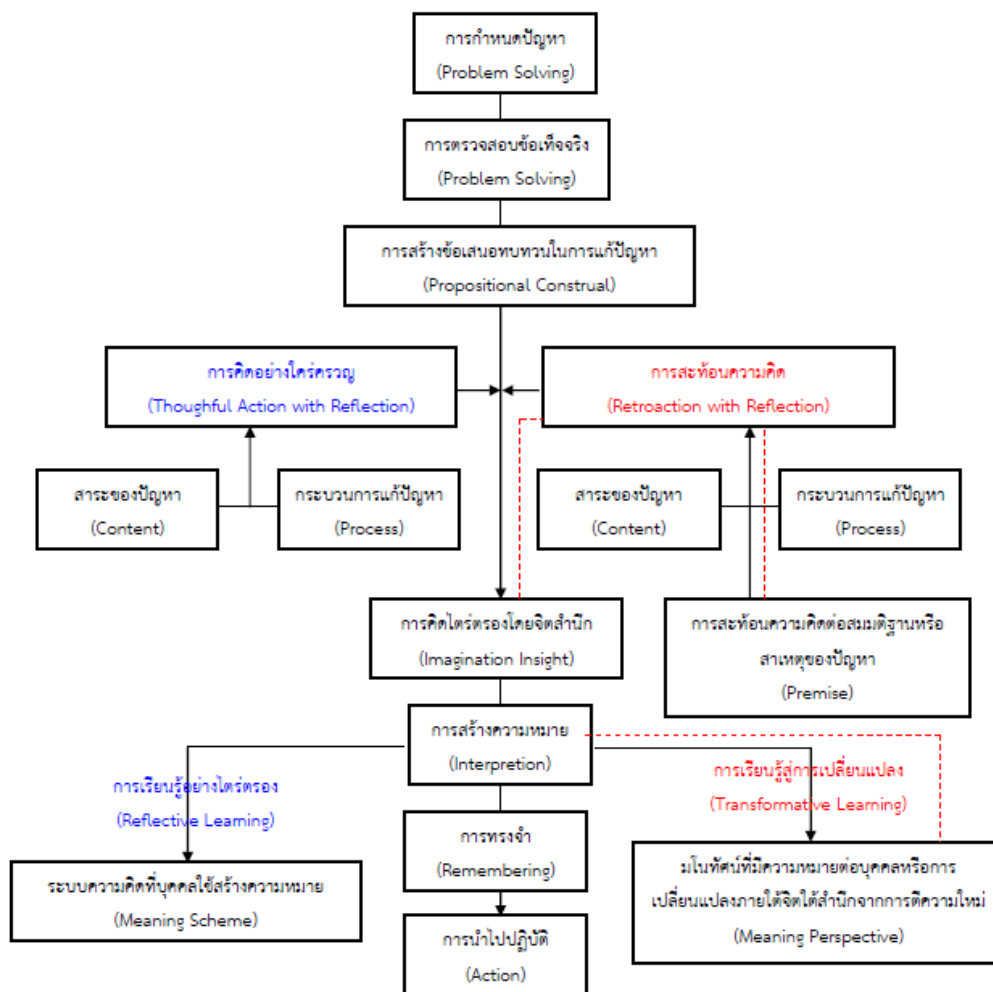 การกำหนดปัญหา
(Problem Solving)
การตรวจสอบข้อเท็จจริง
(Problem Solving)
การสร้างข้อเสนอทบทวนในการแก้ปัญหา
(Propositional Construal)
การคิดอย่างใคร่ครวญ
(Thoughful Action with Reflection)
การสะท้อนความคิด
(Retroaction with Reflection)
สาระของปัญหา
(Content)
กระบวนการแก้ปัญหา
(Process)
สาระของปัญหา
(Content)
กระบวนการแก้ปัญหา
(Process)
การคิดไตร่ตรองโดยจิตสำนึก
(Imagination Insight)
การสะท้อนความคิดต่อสมมติฐานหรือ
สาเหตุของปัญหา
(Premise)
การสร้างความหมาย
(Interpretion)
การเรียนรู้อย่างไตร่ตรอง
(Reflective Learning)
การเรียนรู้สู่การเปลี่ยนแปลง
(Transformative Learning)
การทรงจำ
(Remembering)
ระบบความคิดที่บุคคลใช้สร้างความหมาย
(Meaning Scheme)
มโนทัศน์ที่มีความหมายต่อบุคคลหรือการ
เปลี่ยนแปลงภายใต้จิตใต้สำนึกจากการตีความใหม่
(Meaning Perspective)
การนำไปปฏิบัติ
(Action)